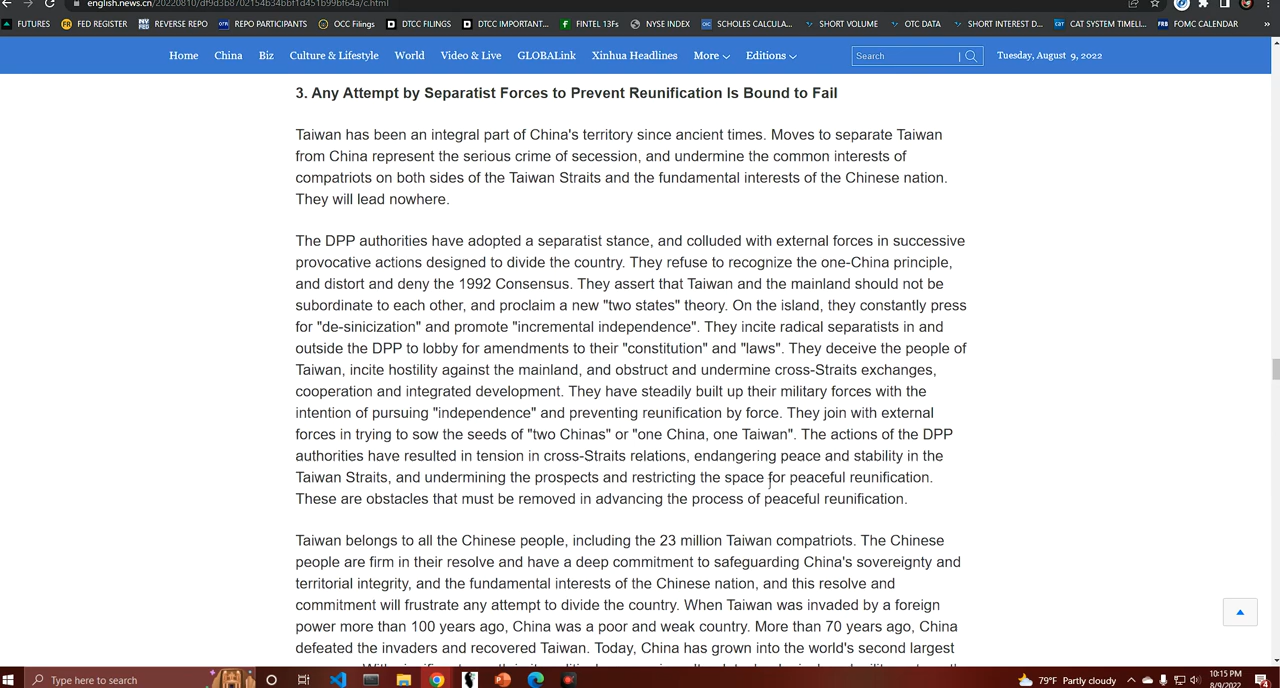 english.news.cn/20220810/df9d3b8702154b34bbf1d451b99bf64a/c.html
FUTURES FED REGISTER REVERSE REPO REPO PARTICIPANTS OCC Filings DTCC FILINGS DTCC IMPORTANT... FINTEL 13Fs NYSE INDEX SCHOLES CALCULA... SHORT VOLUME OTC DATA SHORT INTEREST D... CAT SYSTEM TIMELI... FOMC CALENDAR »
Home China Biz Culture & Lifestyle World Video & Live GLOBALink Xinhua Headlines More Editions Search Tuesday, August 9, 2022
3. Any Attempt by Separatist Forces to Prevent Reunification Is Bound to Fail
Taiwan has been an integral part of China's territory since ancient times. Moves to separate Taiwan
from China represent the serious crime of secession, and undermine the common interests of
compatriots on both sides of the Taiwan Straits and the fundamental interests of the Chinese nation.
They will lead nowhere.
The DPP authorities have adopted a separatist stance, and colluded with external forces in successive
provocative actions designed to divide the country. They refuse to recognize the one-China principle,
and distort and deny the 1992 Consensus. They assert that Taiwan and the mainland should not be
subordinate to each other, and proclaim a new "two states" theory. On the island, they constantly press
for "de-sinicization" and promote "incremental independence". They incite radical separatists in and
outside the DPP to lobby for amendments to their "constitution" and "laws". They deceive the people of
Taiwan, incite hostility against the mainland, and obstruct and undermine cross-Straits exchanges,
cooperation and integrated development. They have steadily built up their military forces with the
intention of pursuing "independence" and preventing reunification by force. They join with external
forces in trying to sow the seeds of "two Chinas" or "one China, one Taiwan". The actions of the DPP
authorities have resulted in tension in cross-Straits relations, endangering peace and stability in the
Taiwan Straits, and undermining the prospects and restricting the space for peaceful reunification.
These are obstacles that must be removed in advancing the process of peaceful reunification.
Taiwan belongs to all the Chinese people, including the 23 million Taiwan compatriots. The Chinese
people are firm in their resolve and have a deep commitment to safeguarding China's sovereignty and
territorial integrity, and the fundamental interests of the Chinese nation, and this resolve and
commitment will frustrate any attempt to divide the country. When Taiwan was invaded by a foreign
power more than 100 years ago, China was a poor and weak country. More than 70 years ago, China
defeated the invaders and recovered Taiwan. Today, China has grown into the world's second largest
Type here to search 79°F Partly cloudy 10:15 PM
8/9/2022